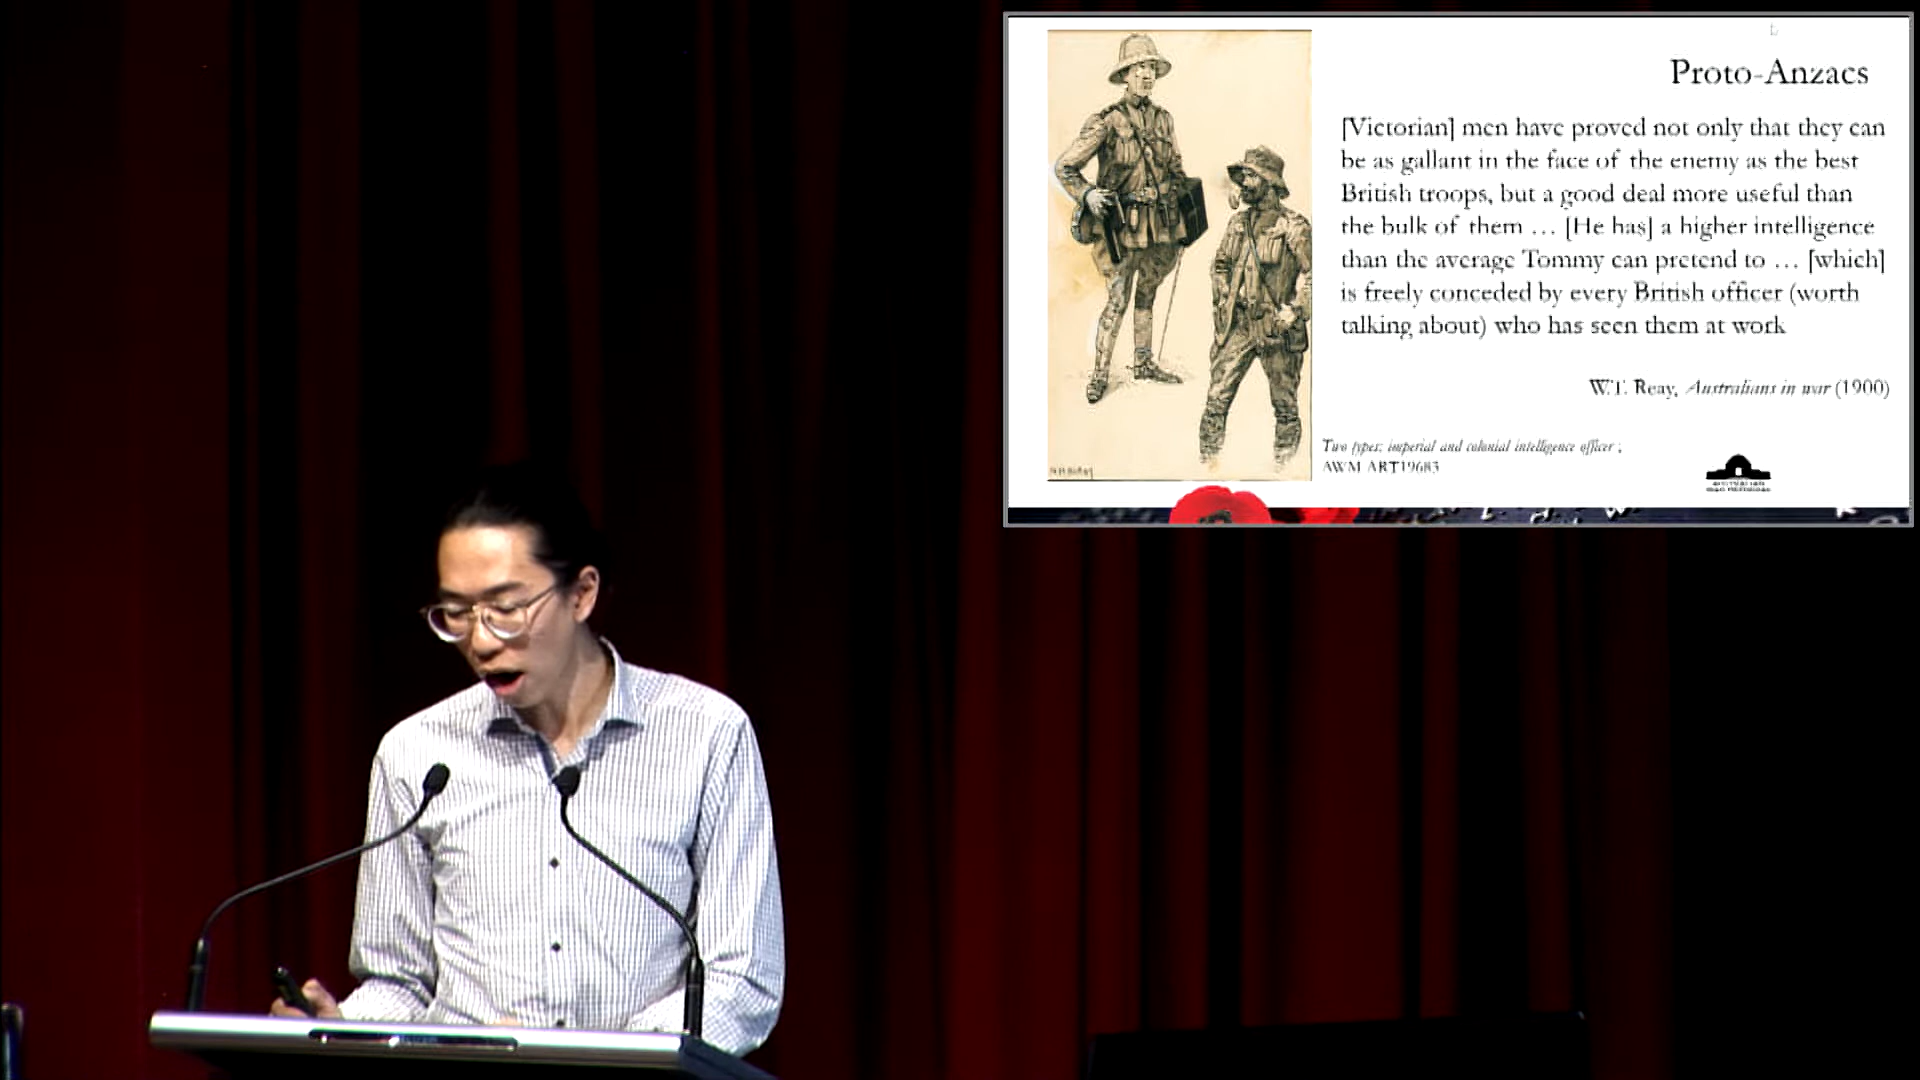 Proto-Anzacs
[Victorian] men have proved not only that they can
be as gallant in the face of the enemy as the best
British troops, but a good deal more useful than
the bulk of them … [He has] a higher intelligence
than the average Tommy can pretend to … [which]
is freely conceded by every British officer (worth
talking about) who has seen them at work
W.T. Reay, Australians in war (1900)
Two types: imperial and colonial intelligence officer ;
AWM ART19683
AUSTRALIAN
WAR MEMORIAL